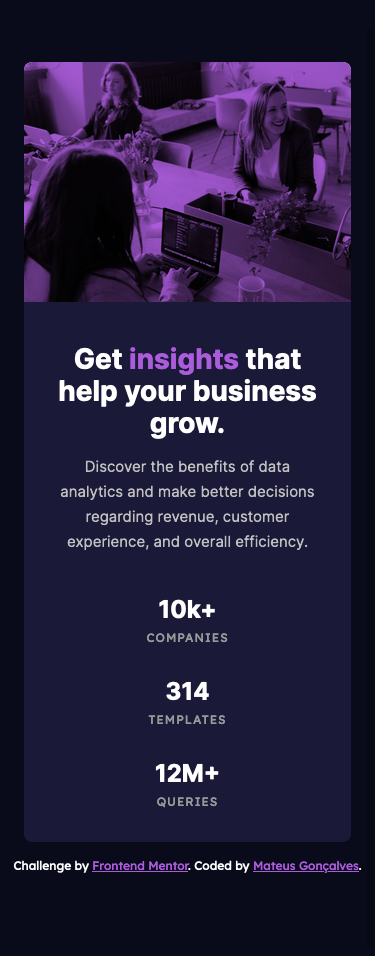 Get insights that
help your business
grow.
Discover the benefits of data
analytics and make better decisions
regarding revenue, customer
experience, and overall efficiency.
10k+
COMPANIES
314
TEMPLATES
12M+
QUERIES
Challenge by Frontend Mentor. Coded by Mateus Gonçalves.